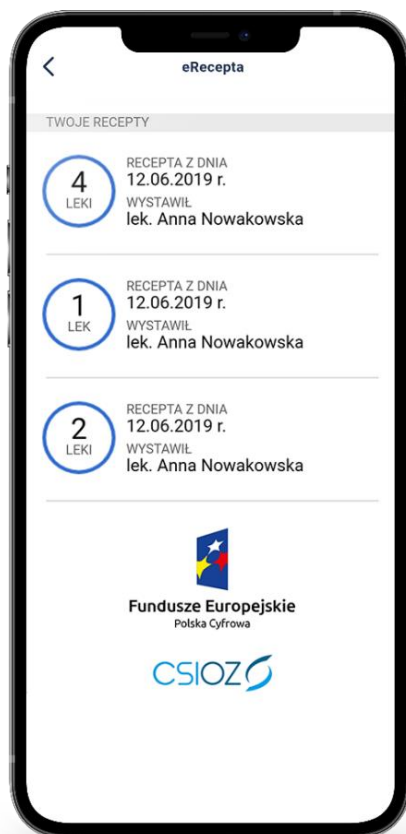 eRecepta
TWOJE RECEPTY
4
LEKI
RECEPTA Z DNIA
12.06.2019 r.
WYSTAWIŁ
lek. Anna Nowakowska
1
LEK
RECEPTA Z DNIA
12.06.2019 r.
WYSTAWIŁ
lek. Anna Nowakowska
2
LEKI
RECEPTA Z DNIA
12.06.2019 r.
WYSTAWIŁ
lek. Anna Nowakowska
Fundusze Europejskie
Polska Cyfrowa
CSIOZ